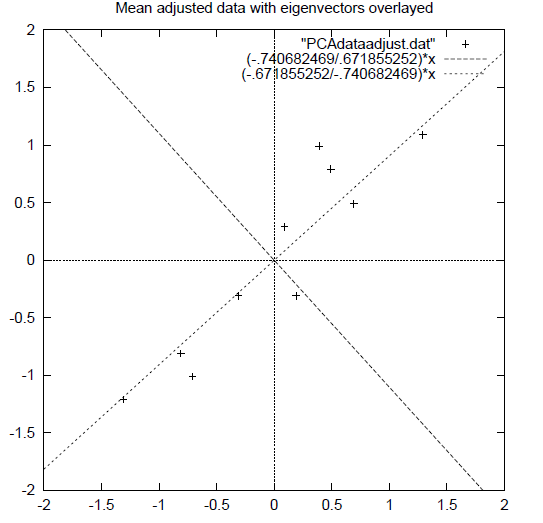 Mean adjusted data with eigenvectors overlayed
"PCAdataadjust.dat"
(-.740682469/.671855252)*x
(-.671855252/-.740682469)*x
2
1.5
1
0.5
0
-0.5
-1
-1.5
-2
-2 -1.5 -1 -0.5 0 0.5 1 1.5 2